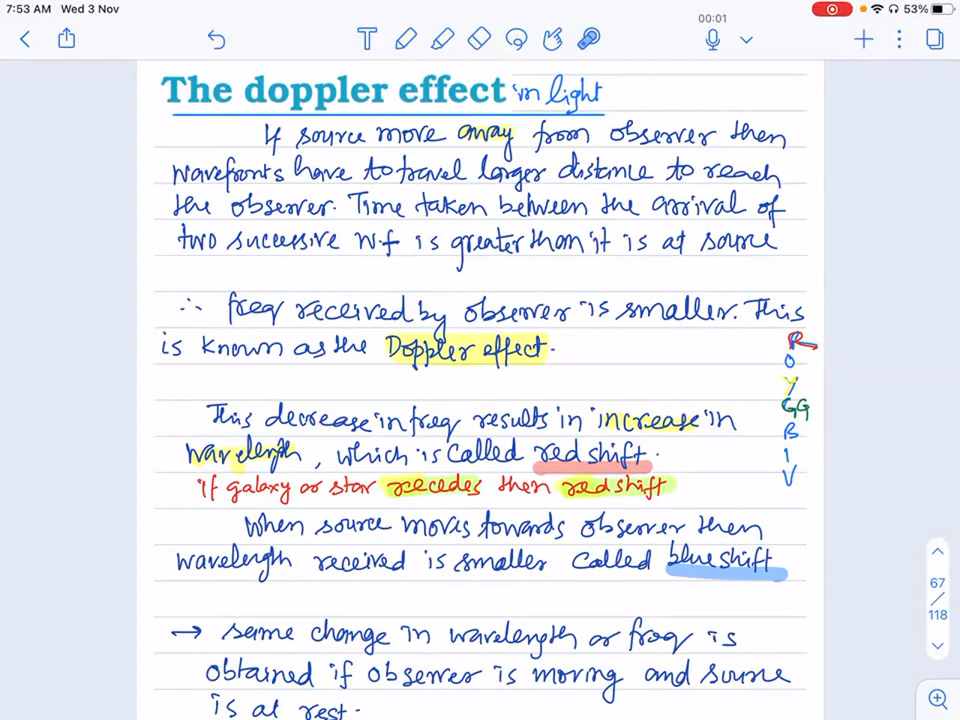 7:53 AM Wed 3 Nov
53%
00:01
The doppler effect in light
If source move away from observer then
wavefronts have to travel larger distance to reach
the observer. Time taken between the arrival of
two successive w.f is greater than it is at source
∴ freq received by observer is smaller. This
is known as the Doppler effect.
R
O
Y
GG
B
I
V
This decrease in freq results in increase in
wavelength, which is called red shift.
if galaxy or star recedes then redshift
When source moves towards observer then
wavelength received is smaller called blueshift
→ same change in wavelength or freq is
obtained if observer is moving and source
is at rest.
67
/
118